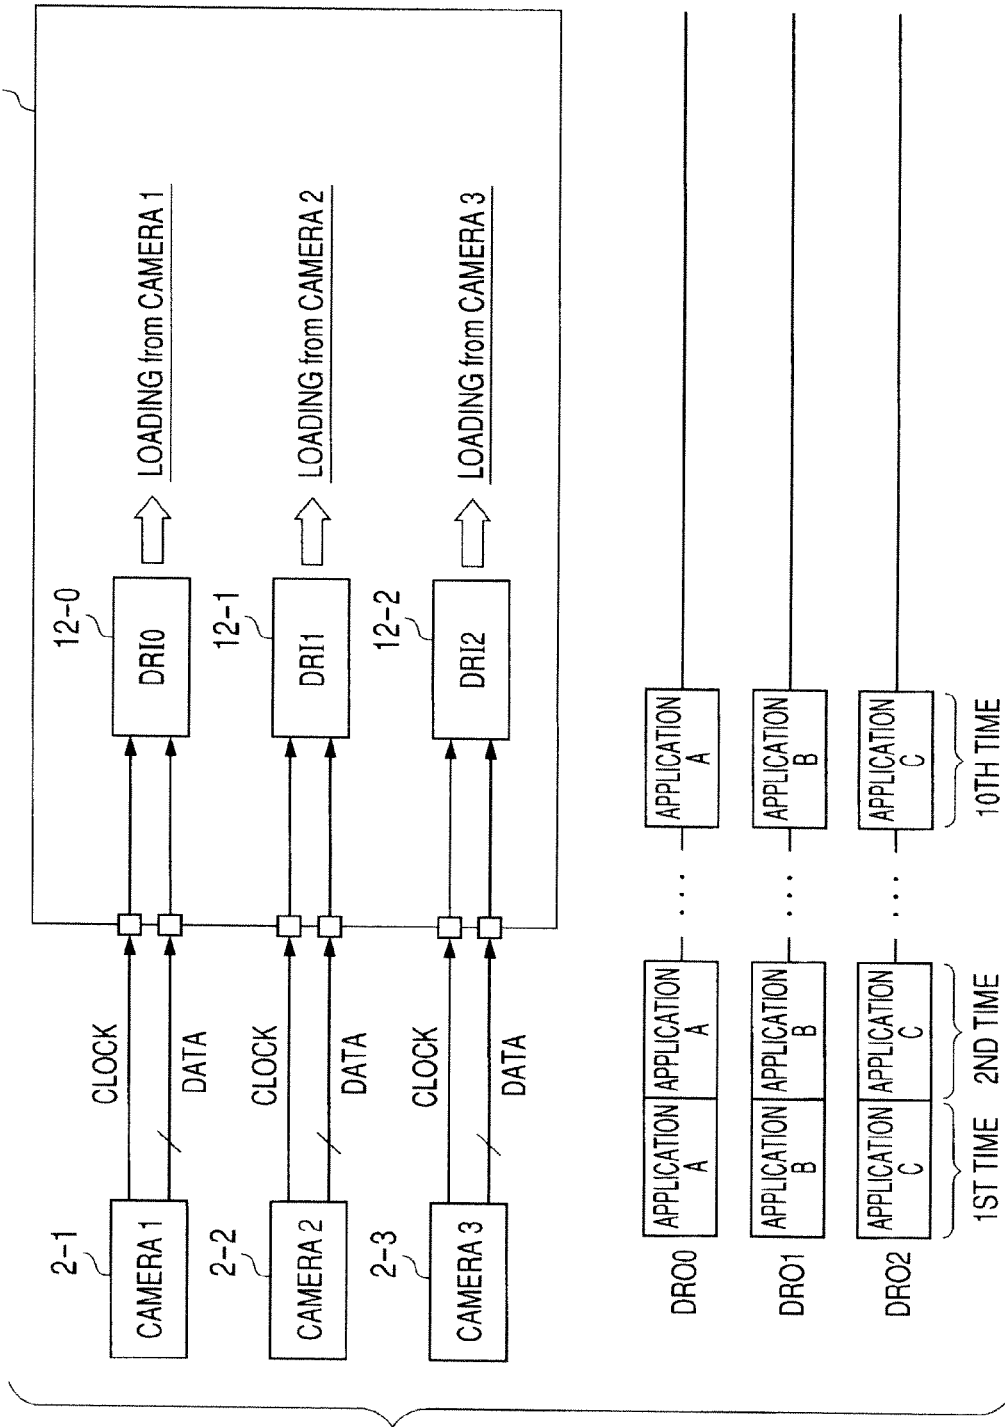 2-1
CAMERA 1
CLOCK
DATA
12-0
DRI0
LOADING from CAMERA 1
2-2
CAMERA 2
CLOCK
DATA
12-1
DRI1
LOADING from CAMERA 2
2-3
CAMERA 3
CLOCK
DATA
12-2
DRI2
LOADING from CAMERA 3
DRO0
APPLICATION
A
APPLICATION
A
...
APPLICATION
A
DRO1
APPLICATION
B
APPLICATION
B
...
APPLICATION
B
DRO2
APPLICATION
C
APPLICATION
C
...
APPLICATION
C
1ST TIME
2ND TIME
10TH TIME